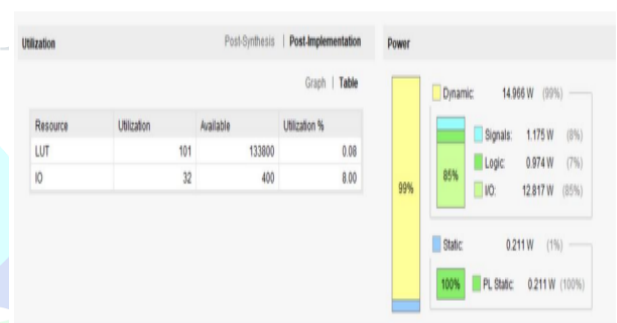 Utilization Post-Synthesis | Post-Implementation
Graph | Table
Resource Utilization Available Utilization %
LUT 101 133800 0.08
IO 32 400 8.00
Power
99%
Dynamic: 14.966 W (99%)
85%
Signals: 1.175 W (8%)
Logic: 0.974 W (7%)
I/O: 12.817 W (85%)
Static: 0.211 W (1%)
100%
PL Static: 0.211 W (100%)